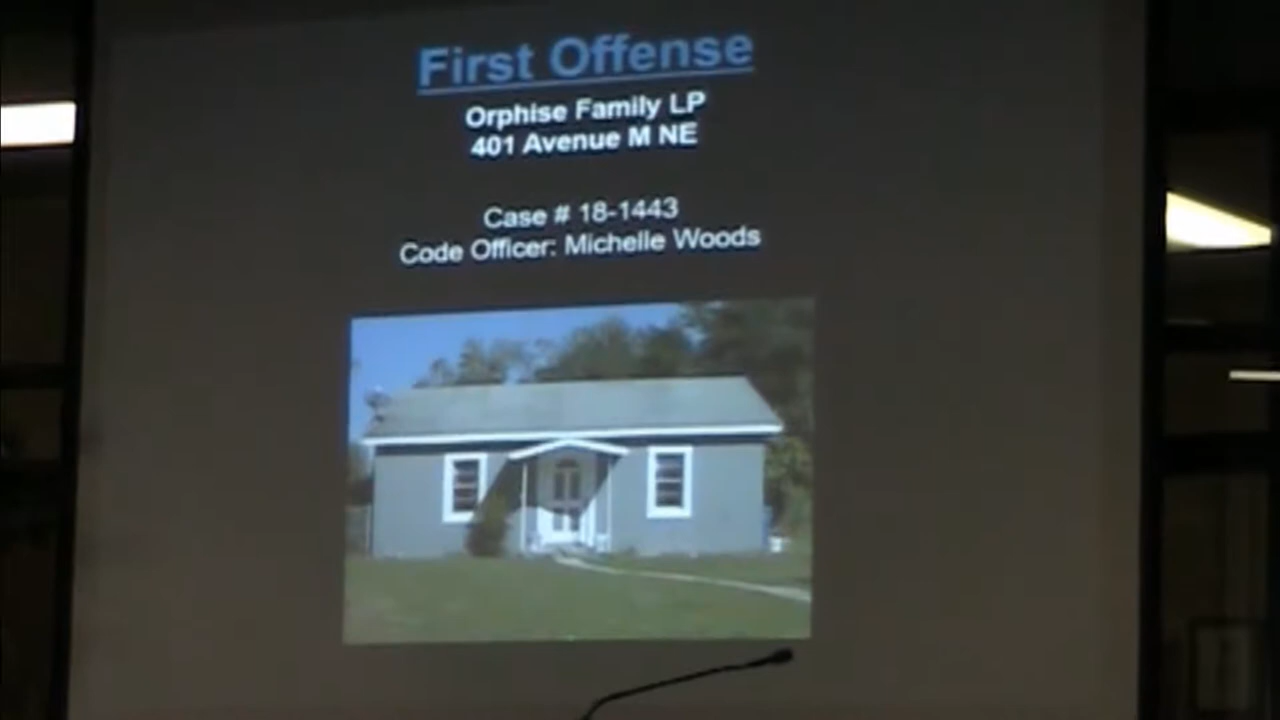 First Offense
Orphise Family LP
401 Avenue M NE
Case # 18-1443
Code Officer: Michelle Woods